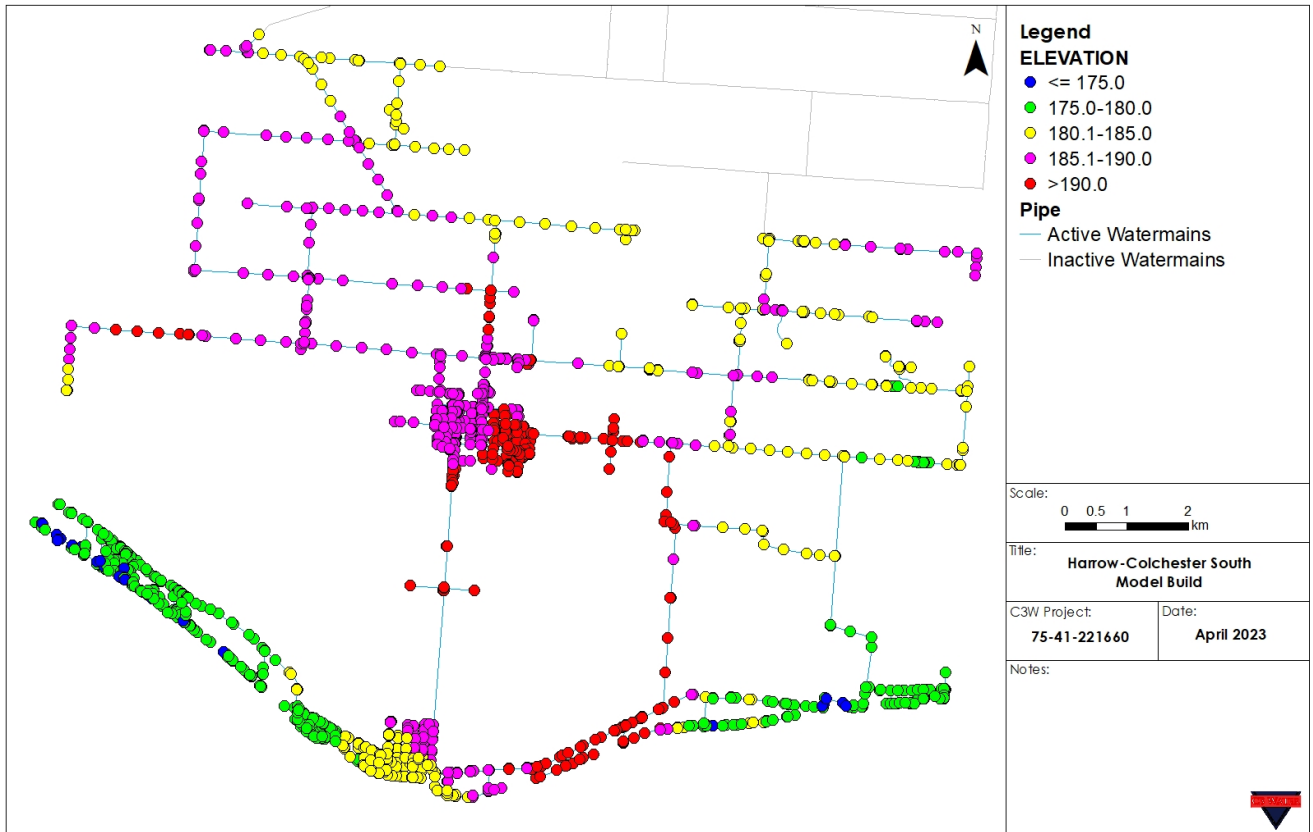 N
Legend
ELEVATION
<= 175.0
175.0-180.0
180.1-185.0
185.1-190.0
>190.0
Pipe
Active Watermains
Inactive Watermains
Scale:
0 0.5 1 2
km
Title:
Harrow-Colchester South
Model Build
C3W Project:
75-41-221660
Date:
April 2023
Notes: